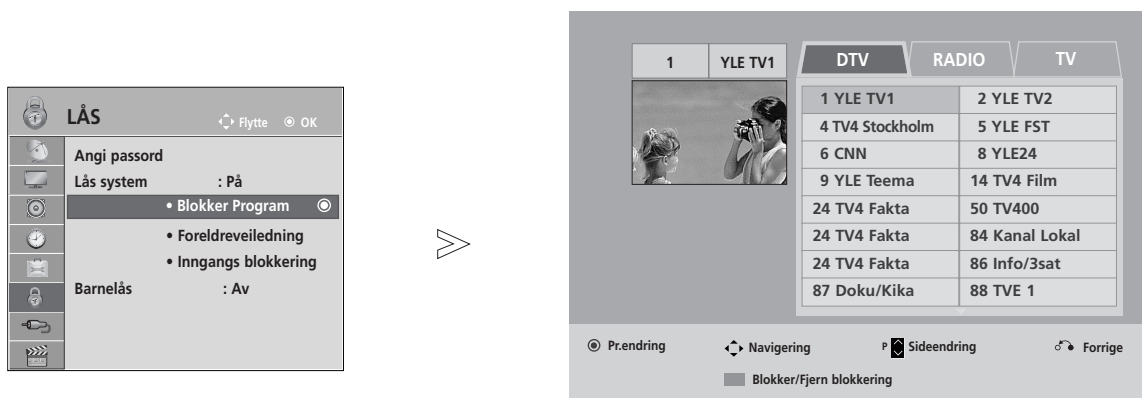 LÅS
Flytte OK
Angi passord
Lås system : På
• Blokker Program
• Foreldreveiledning
• Inngangs blokkering
Barnelås : Av
1 YLE TV1
DTV RADIO TV
1 YLE TV1 2 YLE TV2
4 TV4 Stockholm 5 YLE FST
6 CNN 8 YLE24
9 YLE Teema 14 TV4 Film
24 TV4 Fakta 50 TV400
24 TV4 Fakta 84 Kanal Lokal
24 TV4 Fakta 86 Info/3sat
87 Doku/Kika 88 TVE 1
Pr.endring Navigering P Sideendring Forrige
Blokker/Fjern blokkering